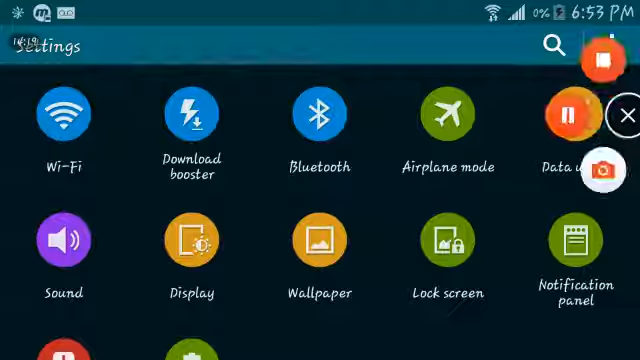 0% 6:53 PM
Settings
Wi-Fi
Download
booster
Bluetooth
Airplane mode
Data
Sound
Display
Wallpaper
Lock screen
Notification
panel